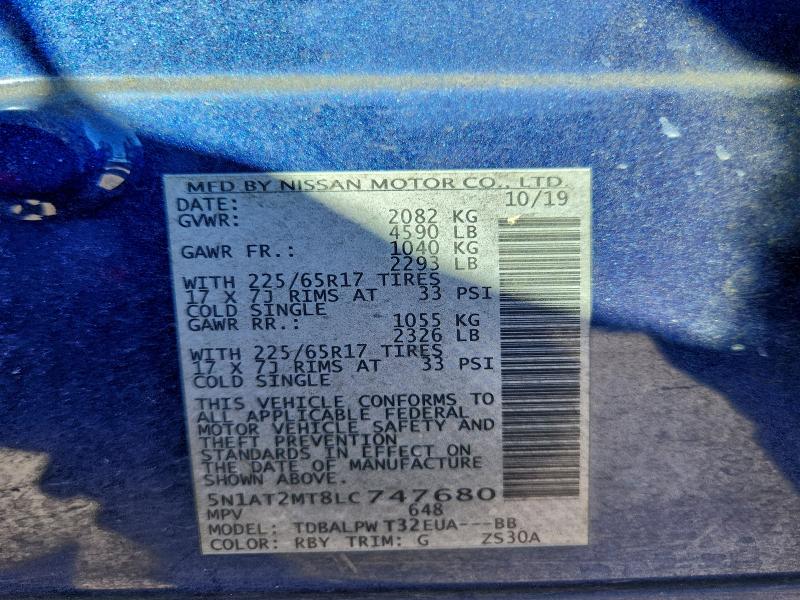 MFD BY NISSAN MOTOR CO., LTD.
DATE: 10/19
GVWR: 2082 KG
4590 LB
GAWR FR.: 1040 KG
2293 LB
WITH 225/65R17 TIRES
17 X 7J RIMS AT 33 PSI
COLD SINGLE
GAWR RR.: 1055 KG
2326 LB
WITH 225/65R17 TIRES
17 X 7J RIMS AT 33 PSI
COLD SINGLE
THIS VEHICLE CONFORMS TO
ALL APPLICABLE FEDERAL
MOTOR VEHICLE SAFETY AND
THEFT PREVENTION
STANDARDS IN EFFECT ON
THE DATE OF MANUFACTURE
SHOWN ABOVE.
5N1AT2MT8LC747680
MPV 648
MODEL: TDBALPW T32EUA---BB
COLOR: RBY TRIM: G ZS30A